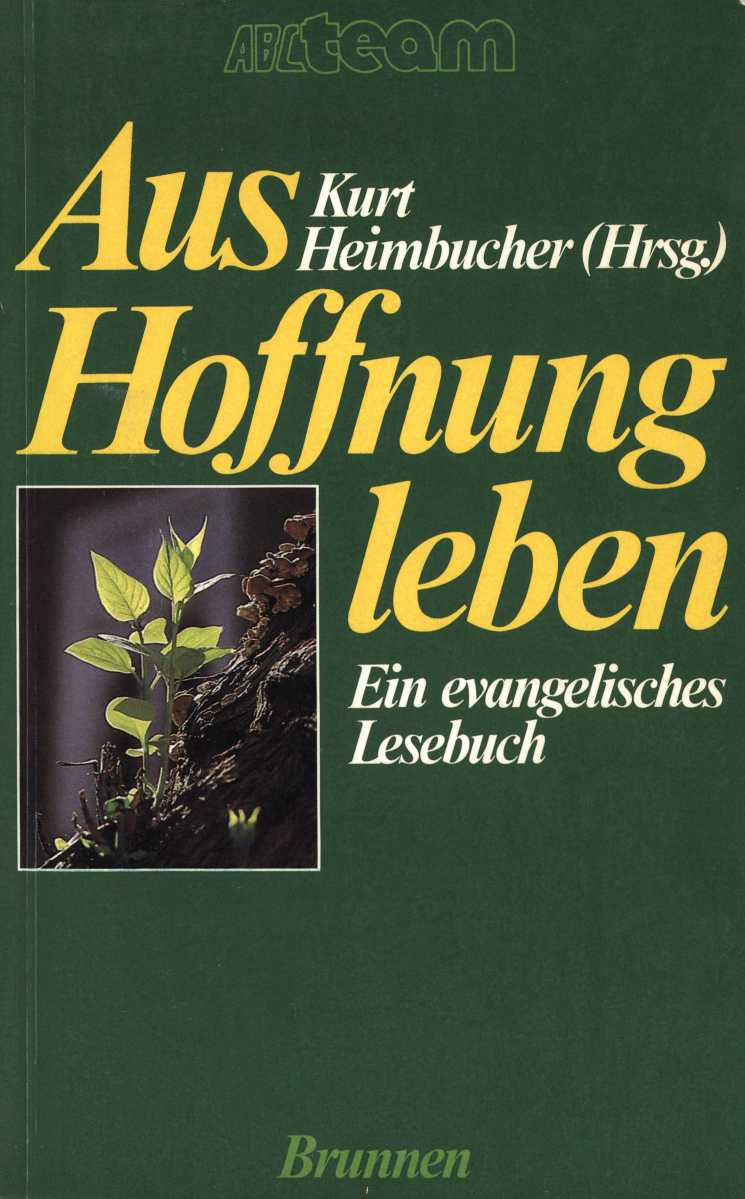 ABCteam
Aus
Kurt
Heimbucher (Hrsg.)
Hoffnung
leben
Ein evangelisches
Lesebuch
Brunnen